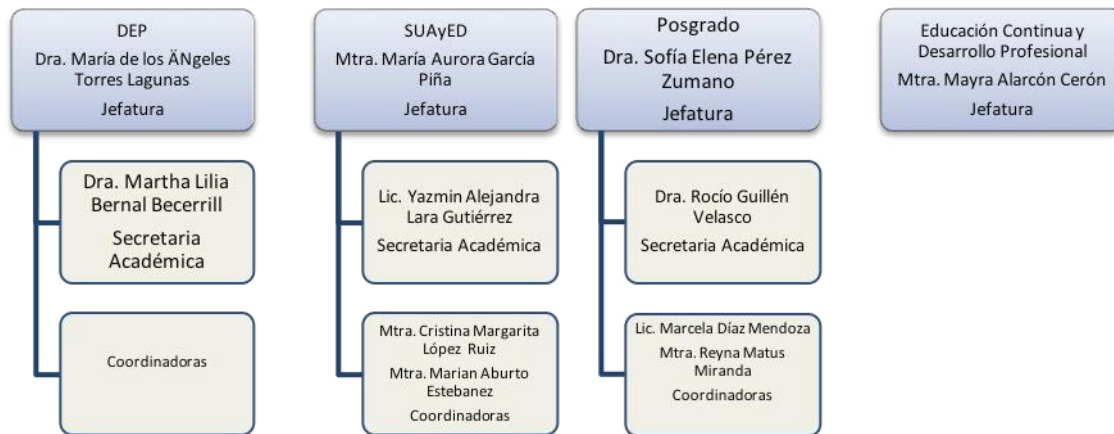 DEP
Dra. María de los ÄNgeles
Torres Lagunas
Jefatura
Dra. Martha Lilia
Bernal Becerrill
Secretaria
Académica
Coordinadoras
SUAyED
Mtra. María Aurora García
Piña
Jefatura
Lic. Yazmin Alejandra
Lara Gutiérrez
Secretaria Académica
Mtra. Cristina Margarita
López Ruiz
Mtra. Marian Aburto
Estebanez
Coordinadoras
Posgrado
Dra. Sofía Elena Pérez
Zumano
Jefatura
Dra. Rocío Guillén
Velasco
Secretaria Académica
Lic. Marcela Díaz Mendoza
Mtra. Reyna Matus
Miranda
Coordinadoras
Educación Continua y
Desarrollo Profesional
Mtra. Mayra Alarcón Cerón
Jefatura